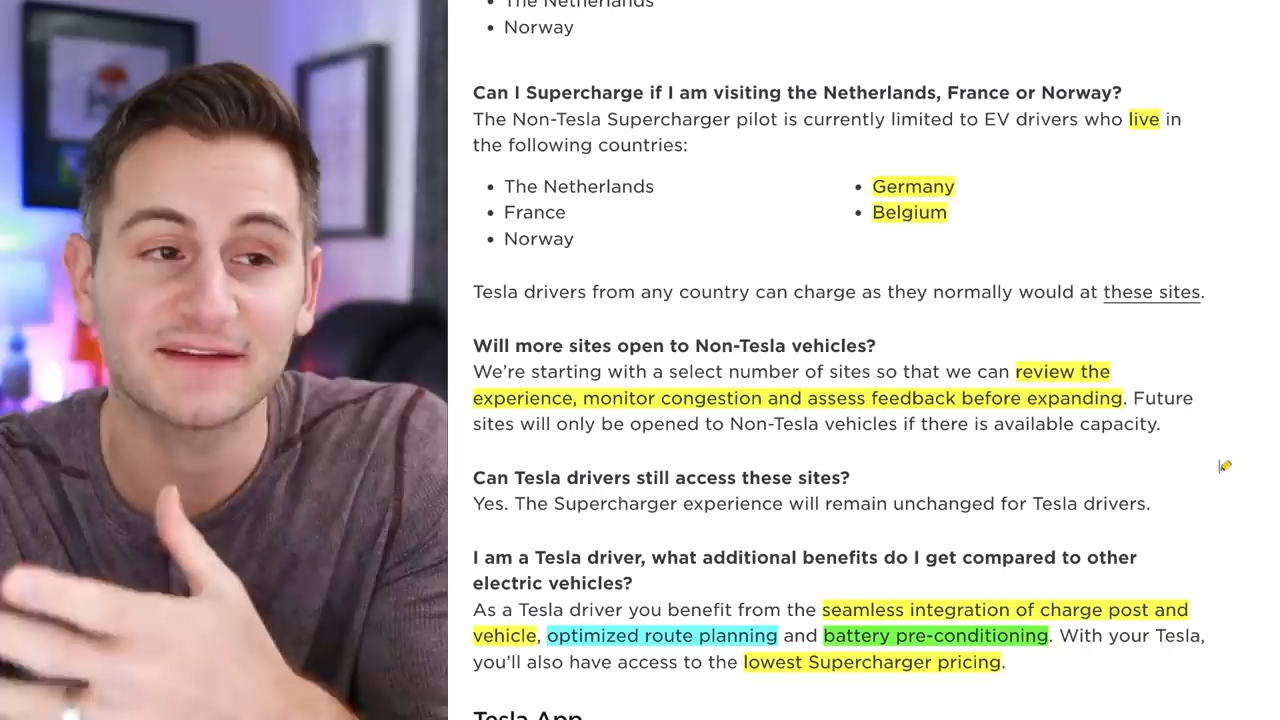 • The Netherlands
• Norway
Can I Supercharge if I am visiting the Netherlands, France or Norway?
The Non-Tesla Supercharger pilot is currently limited to EV drivers who live in
the following countries:
• The Netherlands
• France
• Norway
• Germany
• Belgium
Tesla drivers from any country can charge as they normally would at these sites.
Will more sites open to Non-Tesla vehicles?
We’re starting with a select number of sites so that we can review the
experience, monitor congestion and assess feedback before expanding. Future
sites will only be opened to Non-Tesla vehicles if there is available capacity.
Can Tesla drivers still access these sites?
Yes. The Supercharger experience will remain unchanged for Tesla drivers.
I am a Tesla driver, what additional benefits do I get compared to other
electric vehicles?
As a Tesla driver you benefit from the seamless integration of charge post and
vehicle, optimized route planning and battery pre-conditioning. With your Tesla,
you’ll also have access to the lowest Supercharger pricing.
Tesla App